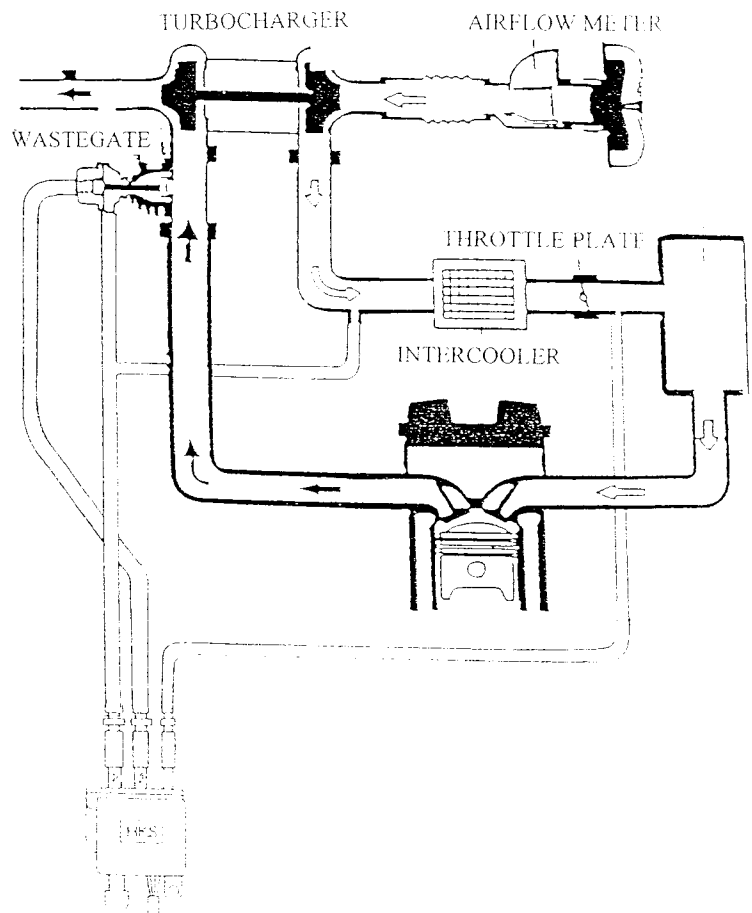 TURBOCHARGER
AIRFLOW METER
WASTEGATE
THROTTLE PLATE
INTERCOOLER